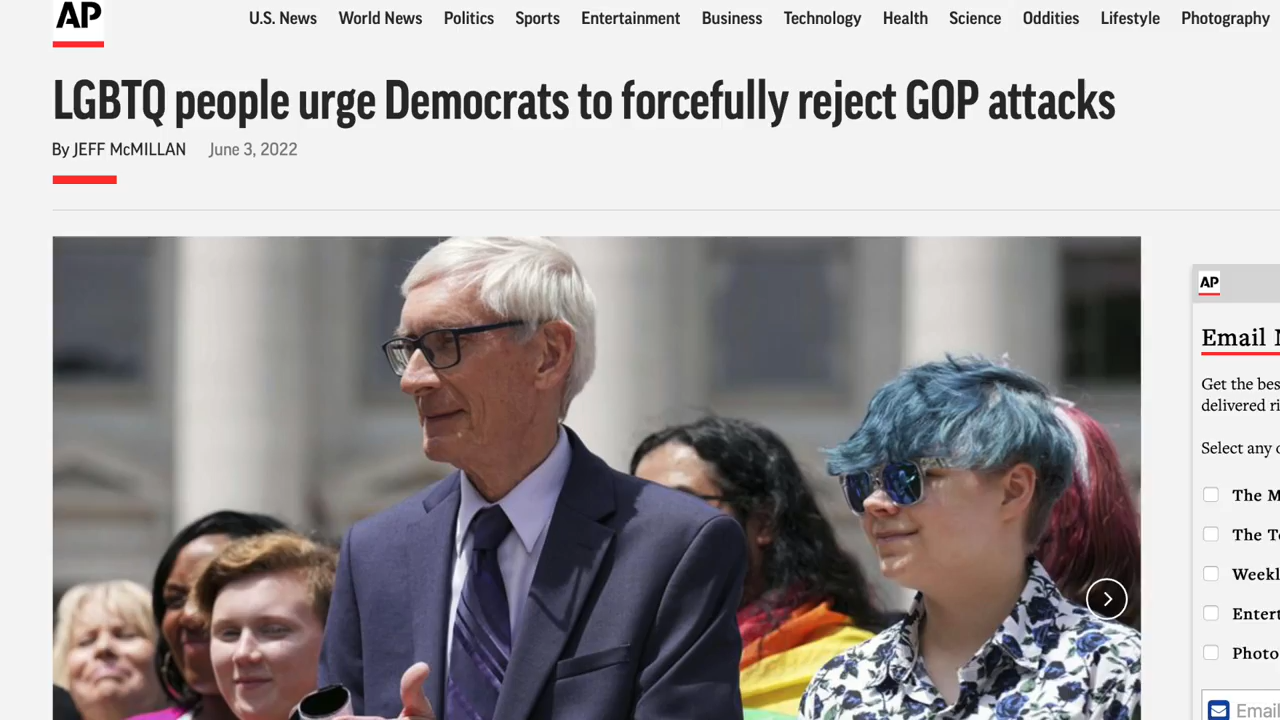 AP
U.S. News World News Politics Sports Entertainment Business Technology Health Science Oddities Lifestyle Photography
LGBTQ people urge Democrats to forcefully reject GOP attacks
By JEFF McMILLAN June 3, 2022
AP
Email
Get the bes
delivered ri
Select any
The M
The
Weekl
Enter
Photo
Email